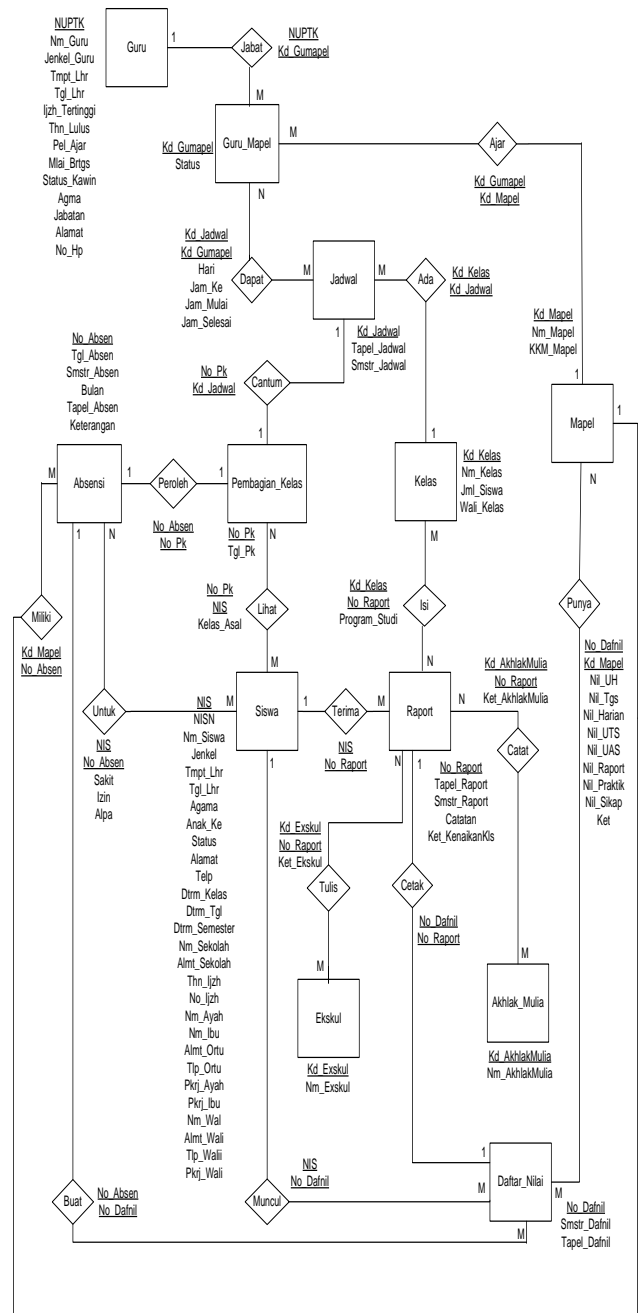 NUPTK
Nm_Guru
Jenkel_Guru
Tmpt_Lhr
Tgl_Lhr
Ijzh_Tertinggi
Thn_Lulus
Pel_Ajar
Mlai_Brtgs
Status_Kawin
Agma
Jabatan
Alamat
No_Hp
Guru
1
Jabat
NUPTK
Kd_Gumapel
M
Guru_Mapel
Kd_Gumapel
Status
M
N
Ajar
Kd_Gumapel
Kd_Mapel
Kd_Jadwal
Kd_Gumapel
Hari
Jam_Ke
Jam_Mulai
Jam_Selesai
Dapat
M
Jadwal
M
Ada
Kd_Kelas
Kd_Jadwal
1
Kd_Jadwal
Tapel_Jadwal
Smstr_Jadwal
Kd_Mapel
Nm_Mapel
KKM_Mapel
1
1
Mapel
N
No_Pk
Kd_Jadwal
Cantum
1
No_Absen
Tgl_Absen
Smstr_Absen
Bulan
Tapel_Absen
Keterangan
M
Absensi
1
Peroleh
1
Pembagian_Kelas
1
N
No_Absen
No_Pk
No_Pk
Tgl_Pk
N
1
Kelas
Kd_Kelas
Nm_Kelas
Jml_Siswa
Wali_Kelas
M
Miliki
Kd_Mapel
No_Absen
No_Pk
NIS
Kelas_Asal
Lihat
M
Kd_Kelas
No_Raport
Program_Studi
Isi
N
Punya
No_Dafnil
Kd_Mapel
Nil_UH
Nil_Tgs
Nil_Harian
Nil_UTS
Nil_UAS
Nil_Raport
Nil_Praktik
Nil_Sikap
Ket
Untuk
NIS
No_Absen
Sakit
Izin
Alpa
M
Siswa
1
Terima
M
NIS
No_Raport
Raport
N
Kd_AkhlakMulia
No_Raport
Ket_AkhlakMulia
Catat
NIS
NISN
Nm_Siswa
Jenkel
Tmpt_Lhr
Tgl_Lhr
Agama
Anak_Ke
Status
Alamat
Telp
Dtrm_Kelas
Dtrm_Tgl
Dtrm_Semester
Nm_Sekolah
Almt_Sekolah
Thn_Ijzh
No_Ijzh
Nm_Ayah
Nm_Ibu
Almt_Ortu
Tlp_Ortu
Pkrj_Ayah
Pkrj_Ibu
Nm_Wal
Almt_Wali
Tlp_Walii
Pkrj_Wali
1
N
1
No_Raport
Tapel_Raport
Smstr_Raport
Catatan
Ket_KenaikanKls
Kd_Exskul
No_Raport
Ket_Ekskul
Tulis
M
Cetak
No_Dafnil
No_Raport
Ekskul
Kd_Exskul
Nm_Exskul
M
Akhlak_Mulia
Kd_AkhlakMulia
Nm_AkhlakMulia
Buat
No_Absen
No_Dafnil
Muncul
NIS
No_Dafnil
1
M
Daftar_Nilai
M
M
No_Dafnil
Smstr_Dafnil
Tapel_Dafnil